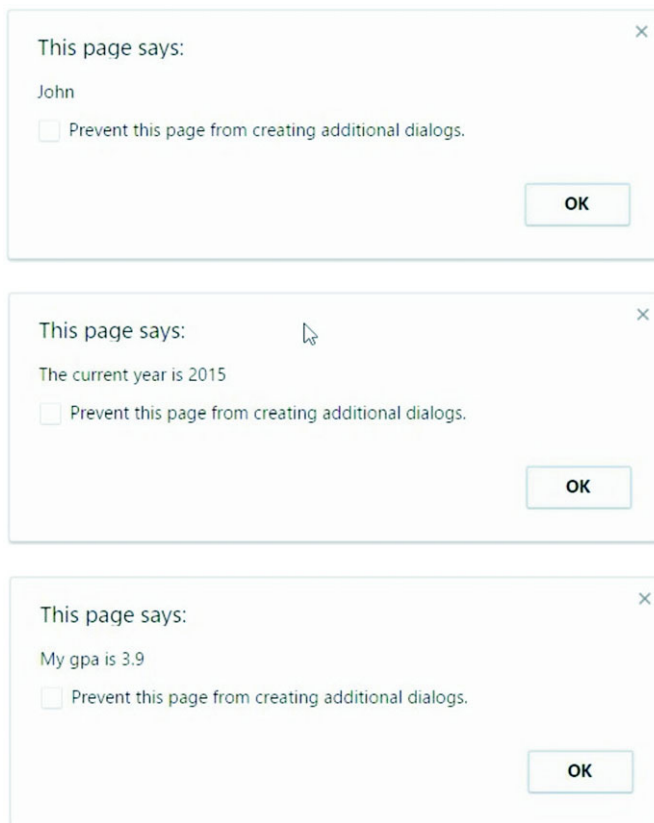 This page says:
John
Prevent this page from creating additional dialogs.
OK
This page says:
The current year is 2015
Prevent this page from creating additional dialogs.
OK
This page says:
My gpa is 3.9
Prevent this page from creating additional dialogs.
OK